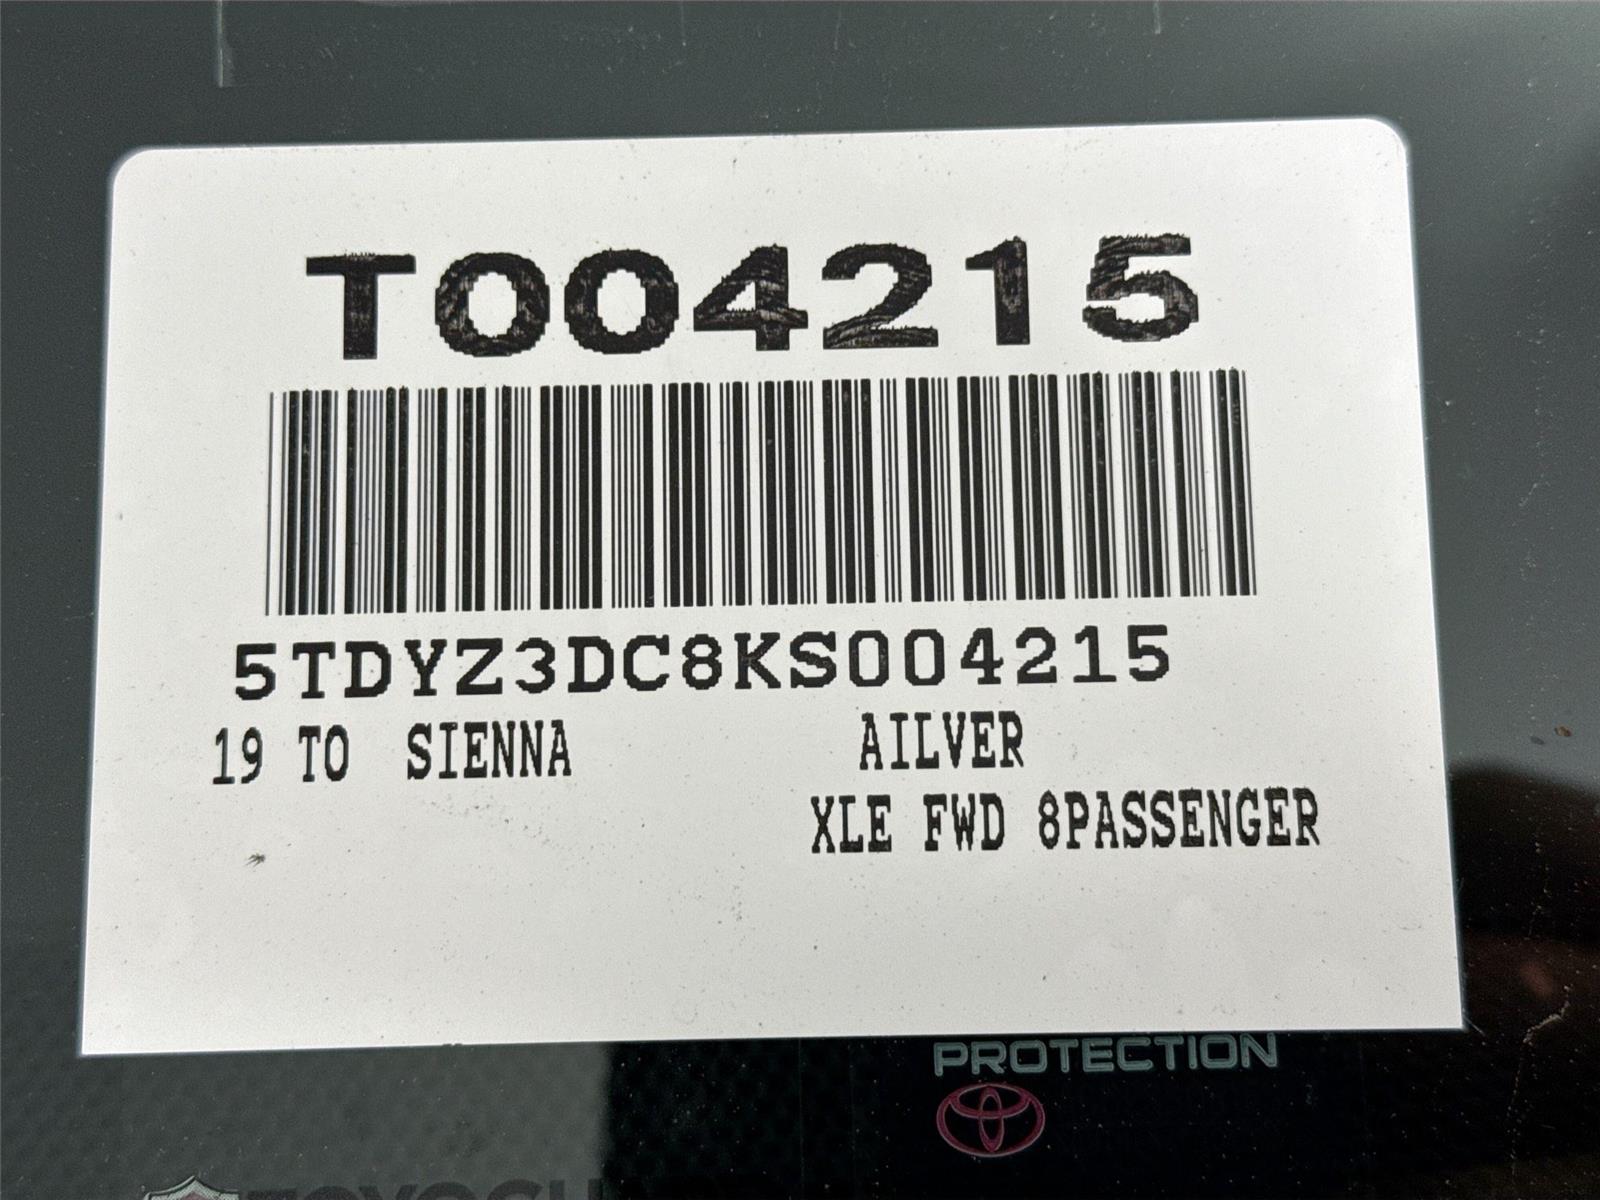 T004215
5TDYZ3DC8KS004215
19 TO SIENNA AILVER
XLE FWD 8PASSENGER
PROTECTION